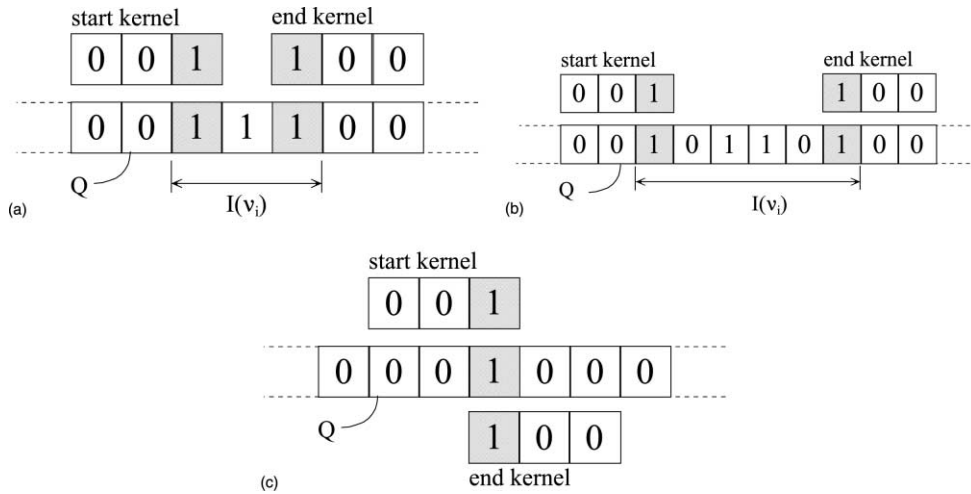 start kernel end kernel
0 0 1 1 0 0
0 0 1 1 1 0 0
Q
I(νᵢ)
(a)
start kernel end kernel
0 0 1 1 0 0
0 0 1 0 1 1 0 1 0 0
Q
I(νᵢ)
(b)
start kernel
0 0 1
0 0 0 1 0 0 0
Q
1 0 0
end kernel
(c)